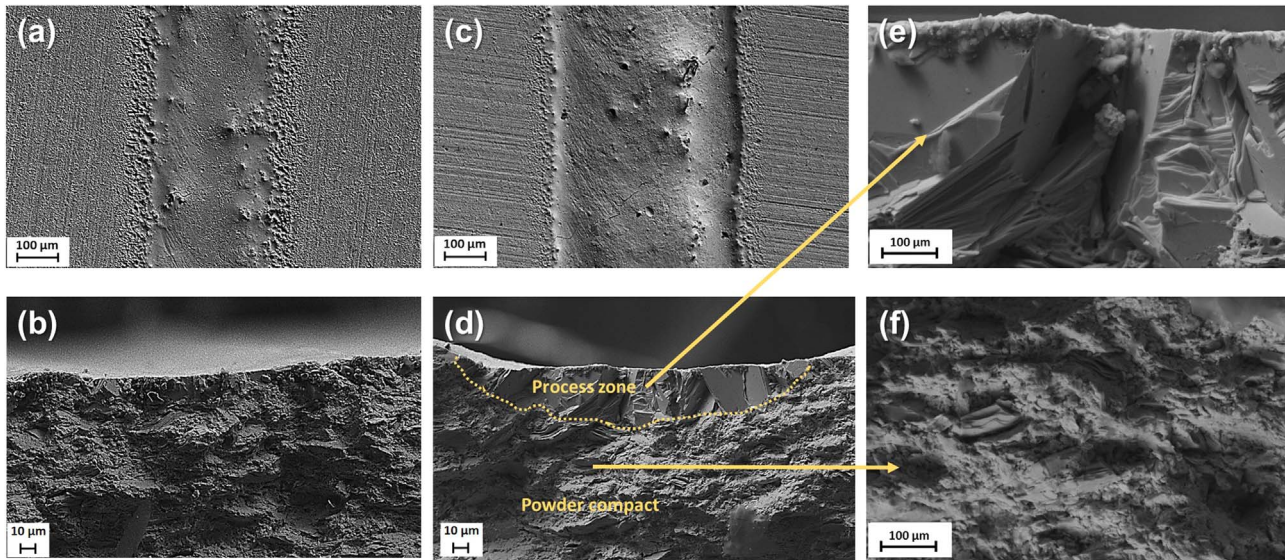 (a)
100 µm
(c)
100 µm
(e)
100 µm
(b)
10 µm
(d)
Process zone
Powder compact
10 µm
(f)
100 µm